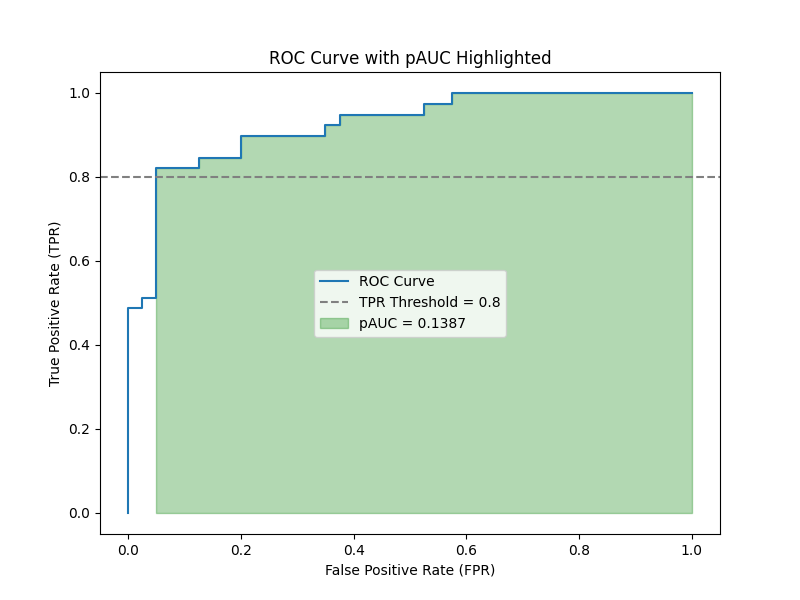 ROC Curve with pAUC Highlighted
True Positive Rate (TPR)
1.0
0.8
0.6
0.4
0.2
0.0
ROC Curve
TPR Threshold = 0.8
pAUC = 0.1387
0.0 0.2 0.4 0.6 0.8 1.0
False Positive Rate (FPR)